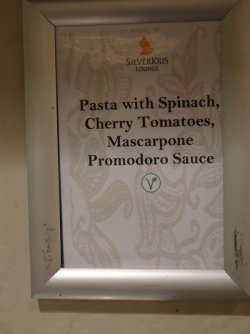 SILVERKRIS
LOUNGE
Pasta with Spinach,
Cherry Tomatoes,
Mascarpone
Promodoro Sauce